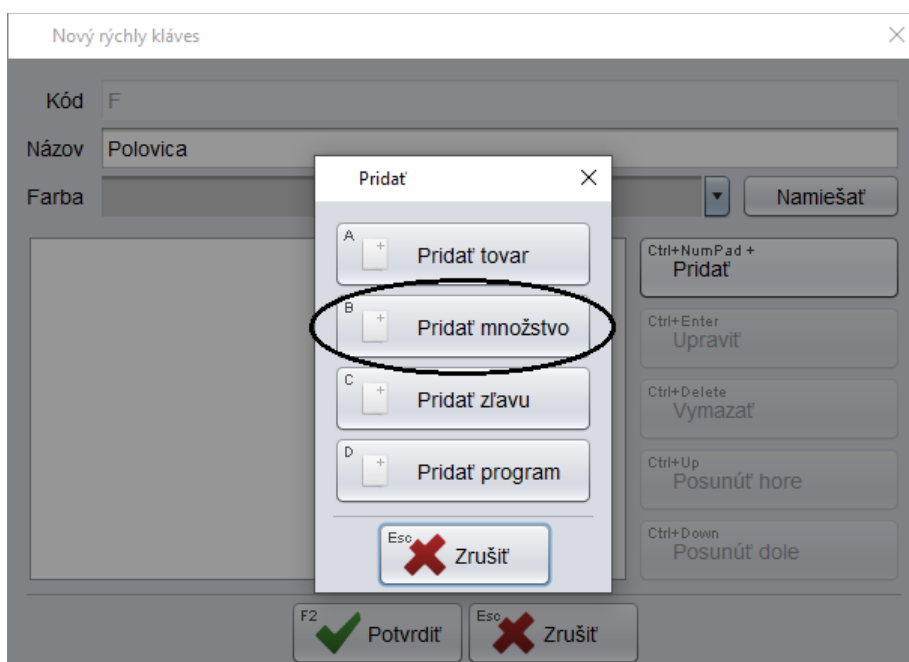 Nový rýchly kláves
Kód F
Názov Polovica
Farba
Namiešať
Pridať
A
Pridať tovar
B
Pridať množstvo
C
Pridať zľavu
D
Pridať program
Esc
Zrušiť
Ctrl+NumPad +
Pridať
Ctrl+Enter
Upraviť
Ctrl+Delete
Vymazať
Ctrl+Up
Posunúť hore
Ctrl+Down
Posunúť dole
F2
Potvrdiť
Esc
Zrušiť